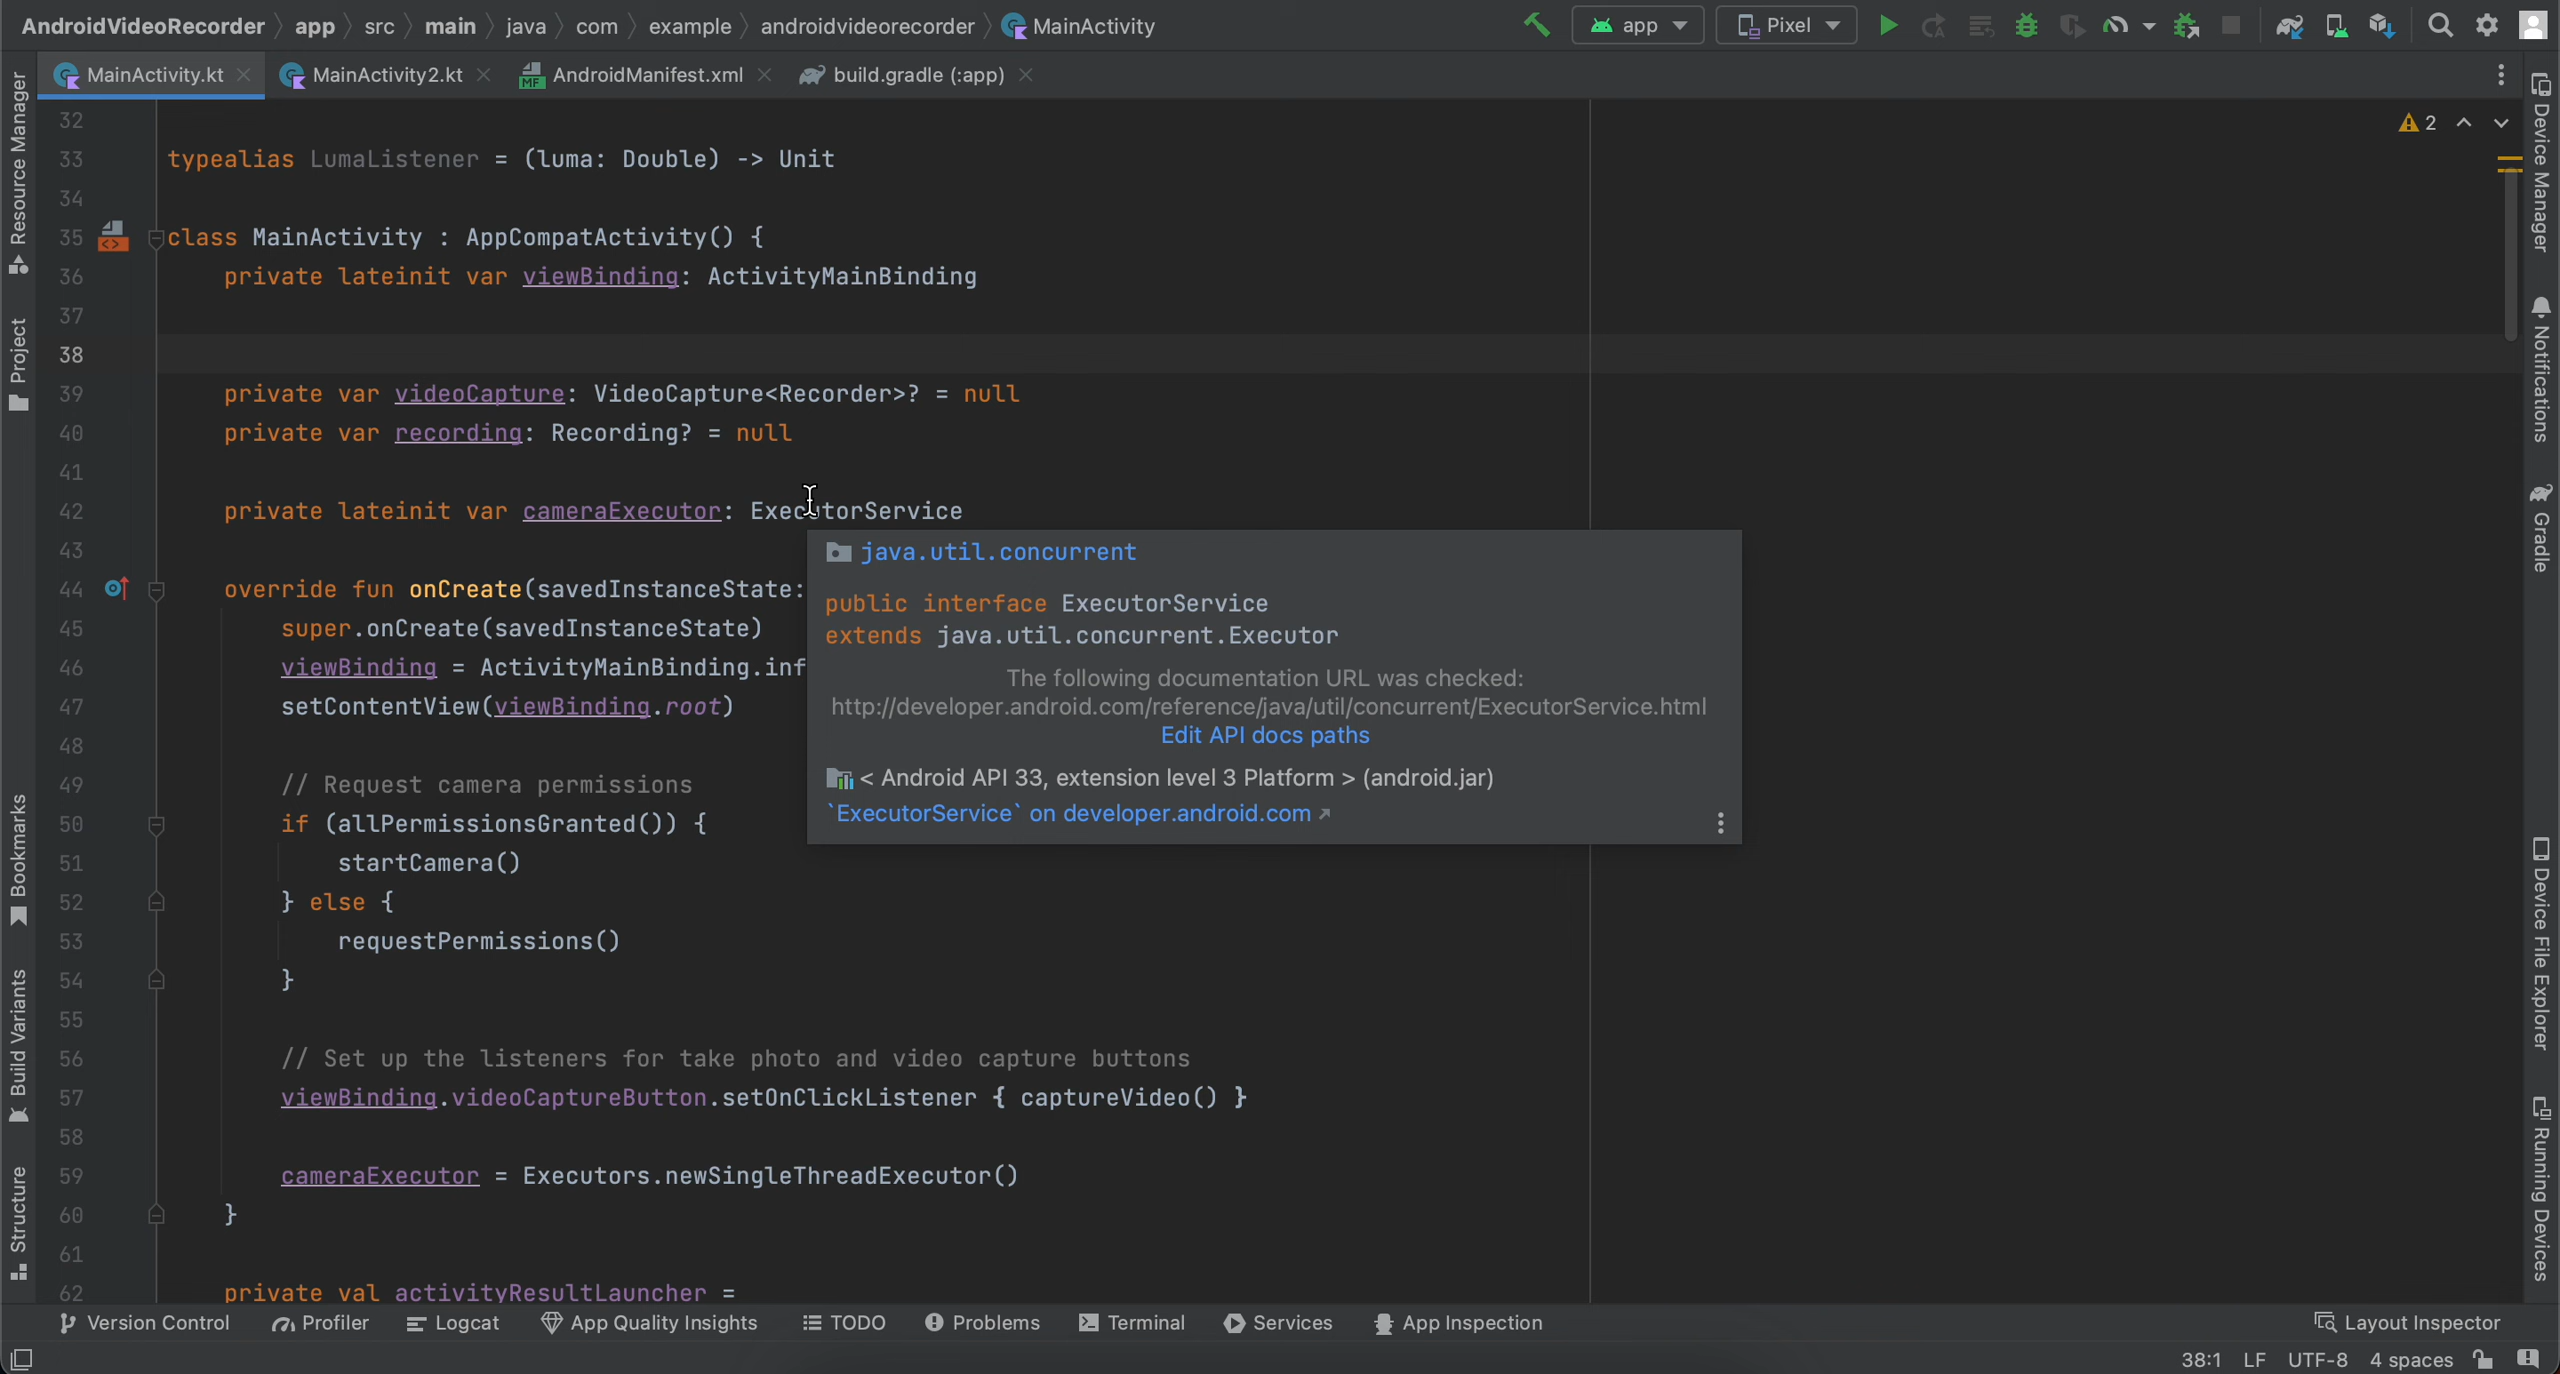 AndroidVideoRecorder app src main java com example androidvideorecorder MainActivity app Pixel
MainActivity.kt MainActivity2.kt AndroidManifest.xml build.gradle (:app)
Resource Manager
Project
Bookmarks
Build Variants
Structure
2
32
33 typealias LumaListener = (luma: Double) -> Unit
34
35 class MainActivity : AppCompatActivity() {
36 private lateinit var viewBinding: ActivityMainBinding
37
38
39 private var videoCapture: VideoCapture<Recorder>? = null
40 private var recording: Recording? = null
41
42 private lateinit var cameraExecutor: ExecutorService
43
44 override fun onCreate(savedInstanceState:
45 super.onCreate(savedInstanceState)
46 viewBinding = ActivityMainBinding.inf
47 setContentView(viewBinding.root)
48
49 // Request camera permissions
50 if (allPermissionsGranted()) {
51 startCamera()
52 } else {
53 requestPermissions()
54 }
55
56 // Set up the listeners for take photo and video capture buttons
57 viewBinding.videoCaptureButton.setOnClickListener { captureVideo() }
58
59 cameraExecutor = Executors.newSingleThreadExecutor()
60 }
61
62 private val activityResultLauncher =
java.util.concurrent
public interface ExecutorService
extends java.util.concurrent.Executor
The following documentation URL was checked:
http://developer.android.com/reference/java/util/concurrent/ExecutorService.html
Edit API docs paths
< Android API 33, extension level 3 Platform > (android.jar)
`ExecutorService` on developer.android.com
Device Manager
Notifications
Gradle
Device File Explorer
Running Devices
Version Control Profiler Logcat App Quality Insights TODO Problems Terminal Services App Inspection Layout Inspector
38:1 LF UTF-8 4 spaces